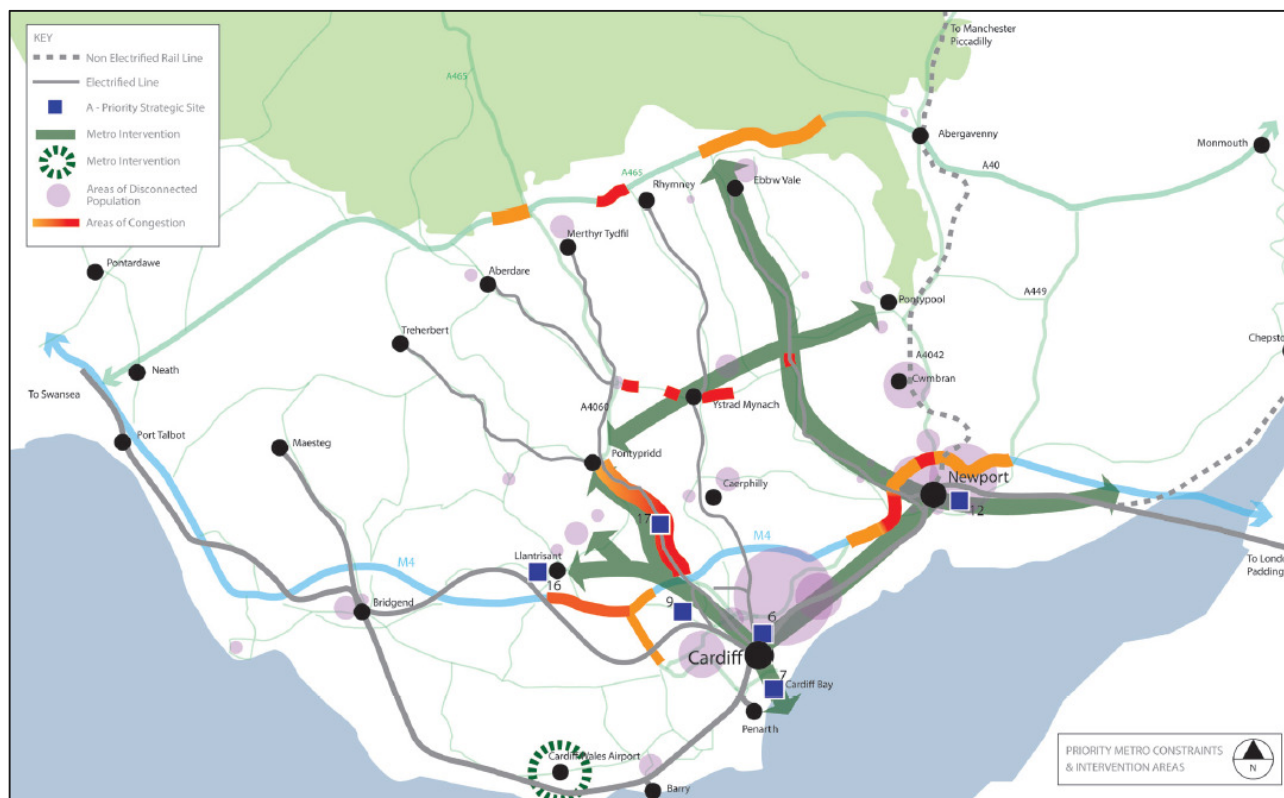 KEY
Non Electrified Rail Line
Electrified Line
A - Priority Strategic Site
Metro Intervention
Metro Intervention
Areas of Disconnected
Population
Areas of Congestion
To Manchester
Piccadilly
A465
A465
Abergavenny
Monmouth
A40
Rhymney
Ebbw Vale
Merthyr Tydfil
Pontardawe
Aberdare
Pontypool
A449
Treherbert
Chepsto
Neath
A4042
Cwmbran
To Swansea
A4060
Ystrad Mynach
Port Talbot
Maesteg
Pontypridd
Caerphilly
Newport
12
17
M4
M4
Llantrisant
16
To Londo
Padding
Bridgend
9
6
Cardiff
7
Cardiff Bay
Penarth
Cardiff Wales Airport
Barry
PRIORITY METRO CONSTRAINTS
& INTERVENTION AREAS
N